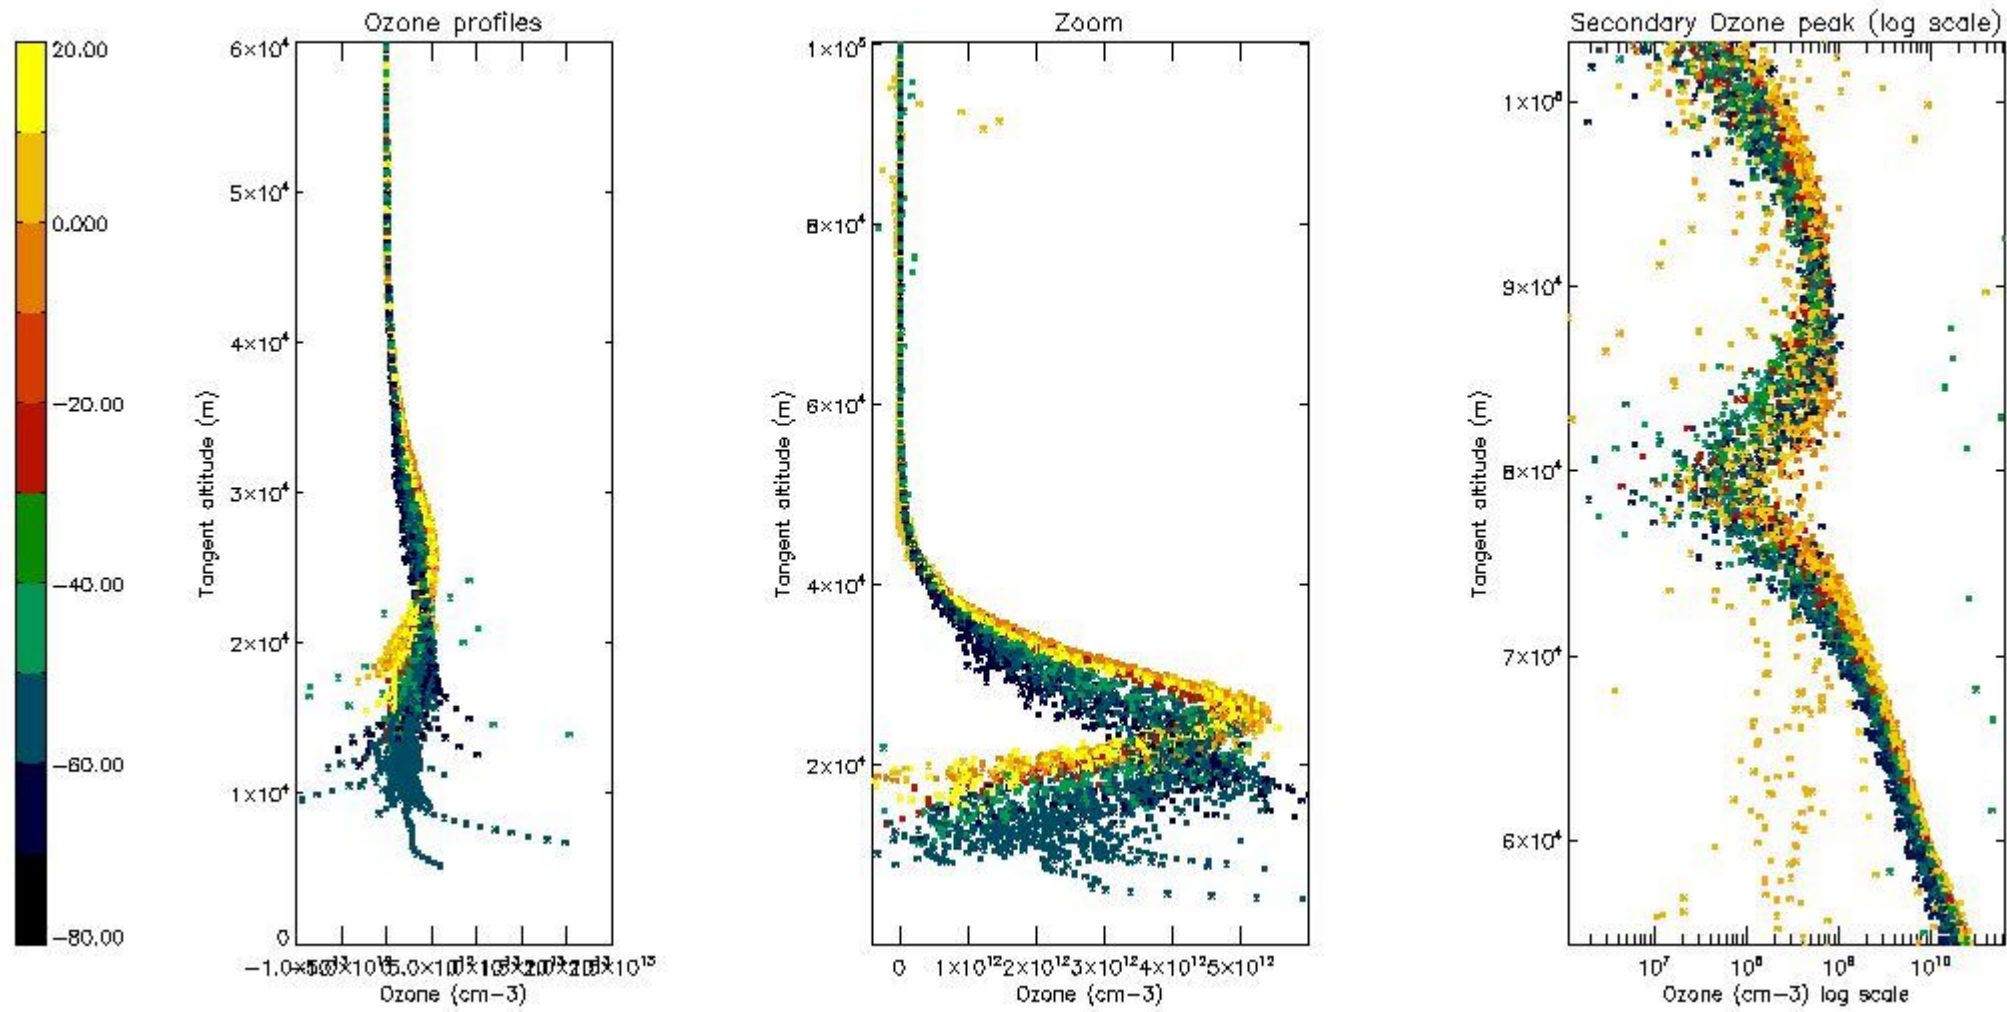 Ozone profiles
Zoom
Secondary Ozone peak (log scale)
20.00
0.000
−20.00
−40.00
−60.00
−80.00
6×10⁴
5×10⁴
4×10⁴
3×10⁴
2×10⁴
1×10⁴
0
Tangent altitude (m)
Ozone (cm−3)
1×10⁵
8×10⁴
6×10⁴
4×10⁴
2×10⁴
Tangent altitude (m)
0 1×10¹² 2×10¹² 3×10¹² 4×10¹² 5×10¹²
Ozone (cm−3)
1×10⁵
9×10⁴
8×10⁴
7×10⁴
6×10⁴
Tangent altitude (m)
10⁷ 10⁸ 10⁹ 10¹⁰
Ozone (cm−3) log scale